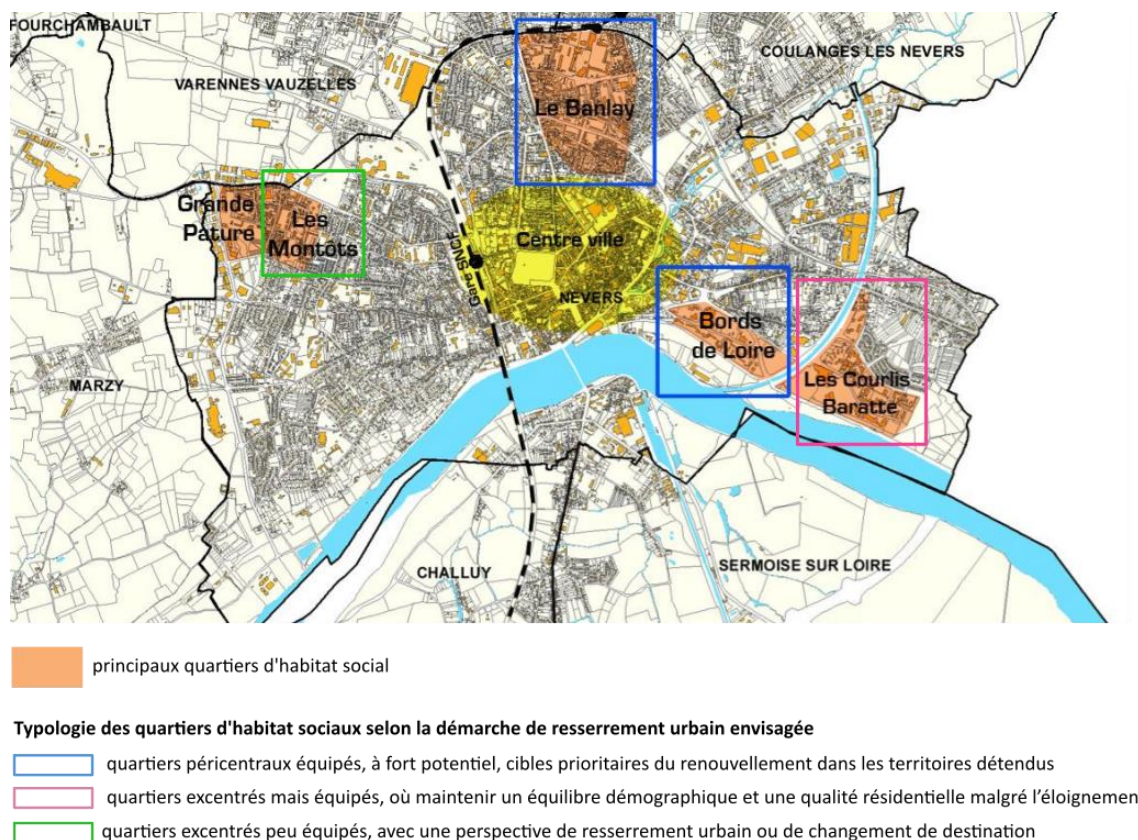 FOURCHAMBAULT
COULANGES LES NEVERS
VARENNES VAUZELLES
Le Banlay
Grande
Pature
Les
Montôts
Centre ville
Gare SNCF
NEVERS
Bords
de Loire
Les Courlis
Baratte
MARZY
CHALLUY
SERMOISE SUR LOIRE
principaux quartiers d'habitat social
Typologie des quartiers d'habitat sociaux selon la démarche de resserrement urbain envisagée
quartiers péricentraux équipés, à fort potentiel, cibles prioritaires du renouvellement dans les territoires détendus
quartiers excentrés mais équipés, où maintenir un équilibre démographique et une qualité résidentielle malgré l’éloignemen
quartiers excentrés peu équipés, avec une perspective de resserrement urbain ou de changement de destination